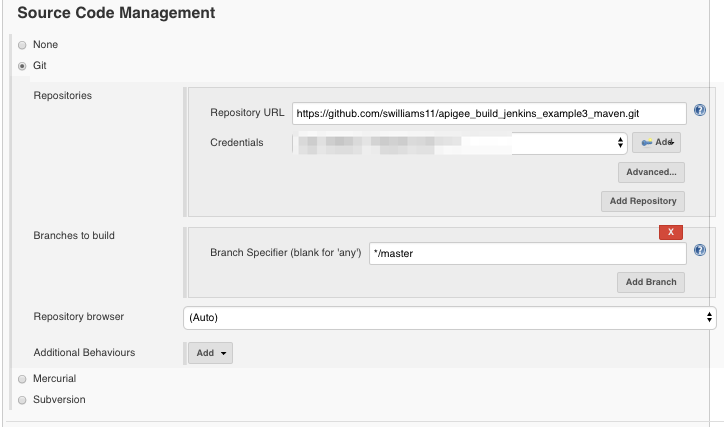 Source Code Management
None
Git
Repositories
Repository URL https://github.com/swilliams11/apigee_build_jenkins_example3_maven.git
Credentials Add
Advanced...
Add Repository
Branches to build X
Branch Specifier (blank for 'any') */master
Add Branch
Repository browser (Auto)
Additional Behaviours Add
Mercurial
Subversion